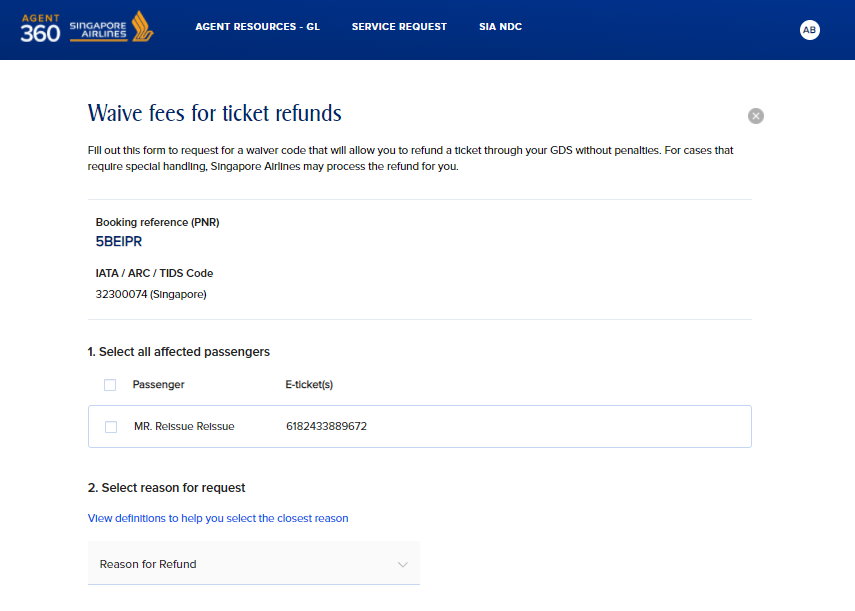 AGENT
360
SINGAPORE
AIRLINES
AGENT RESOURCES - GL
SERVICE REQUEST
SIA NDC
AB
Waive fees for ticket refunds
Fill out this form to request for a waiver code that will allow you to refund a ticket through your GDS without penalties. For cases that
require special handling, Singapore Airlines may process the refund for you.
Booking reference (PNR)
5BEIPR
IATA / ARC / TIDS Code
32300074 (Singapore)
1. Select all affected passengers
Passenger
E-ticket(s)
MR. Reissue Reissue
6182433889672
2. Select reason for request
View definitions to help you select the closest reason
Reason for Refund